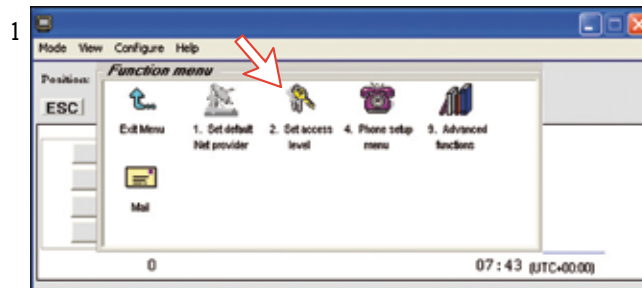 1
Mode View Configure Help
Position:
Function menu
ESC
Exit Menu
1. Set default
Net provider
2. Set access
level
4. Phone setup
menu
9. Advanced
functions
Mail
0
07:43 (UTC+00:00)